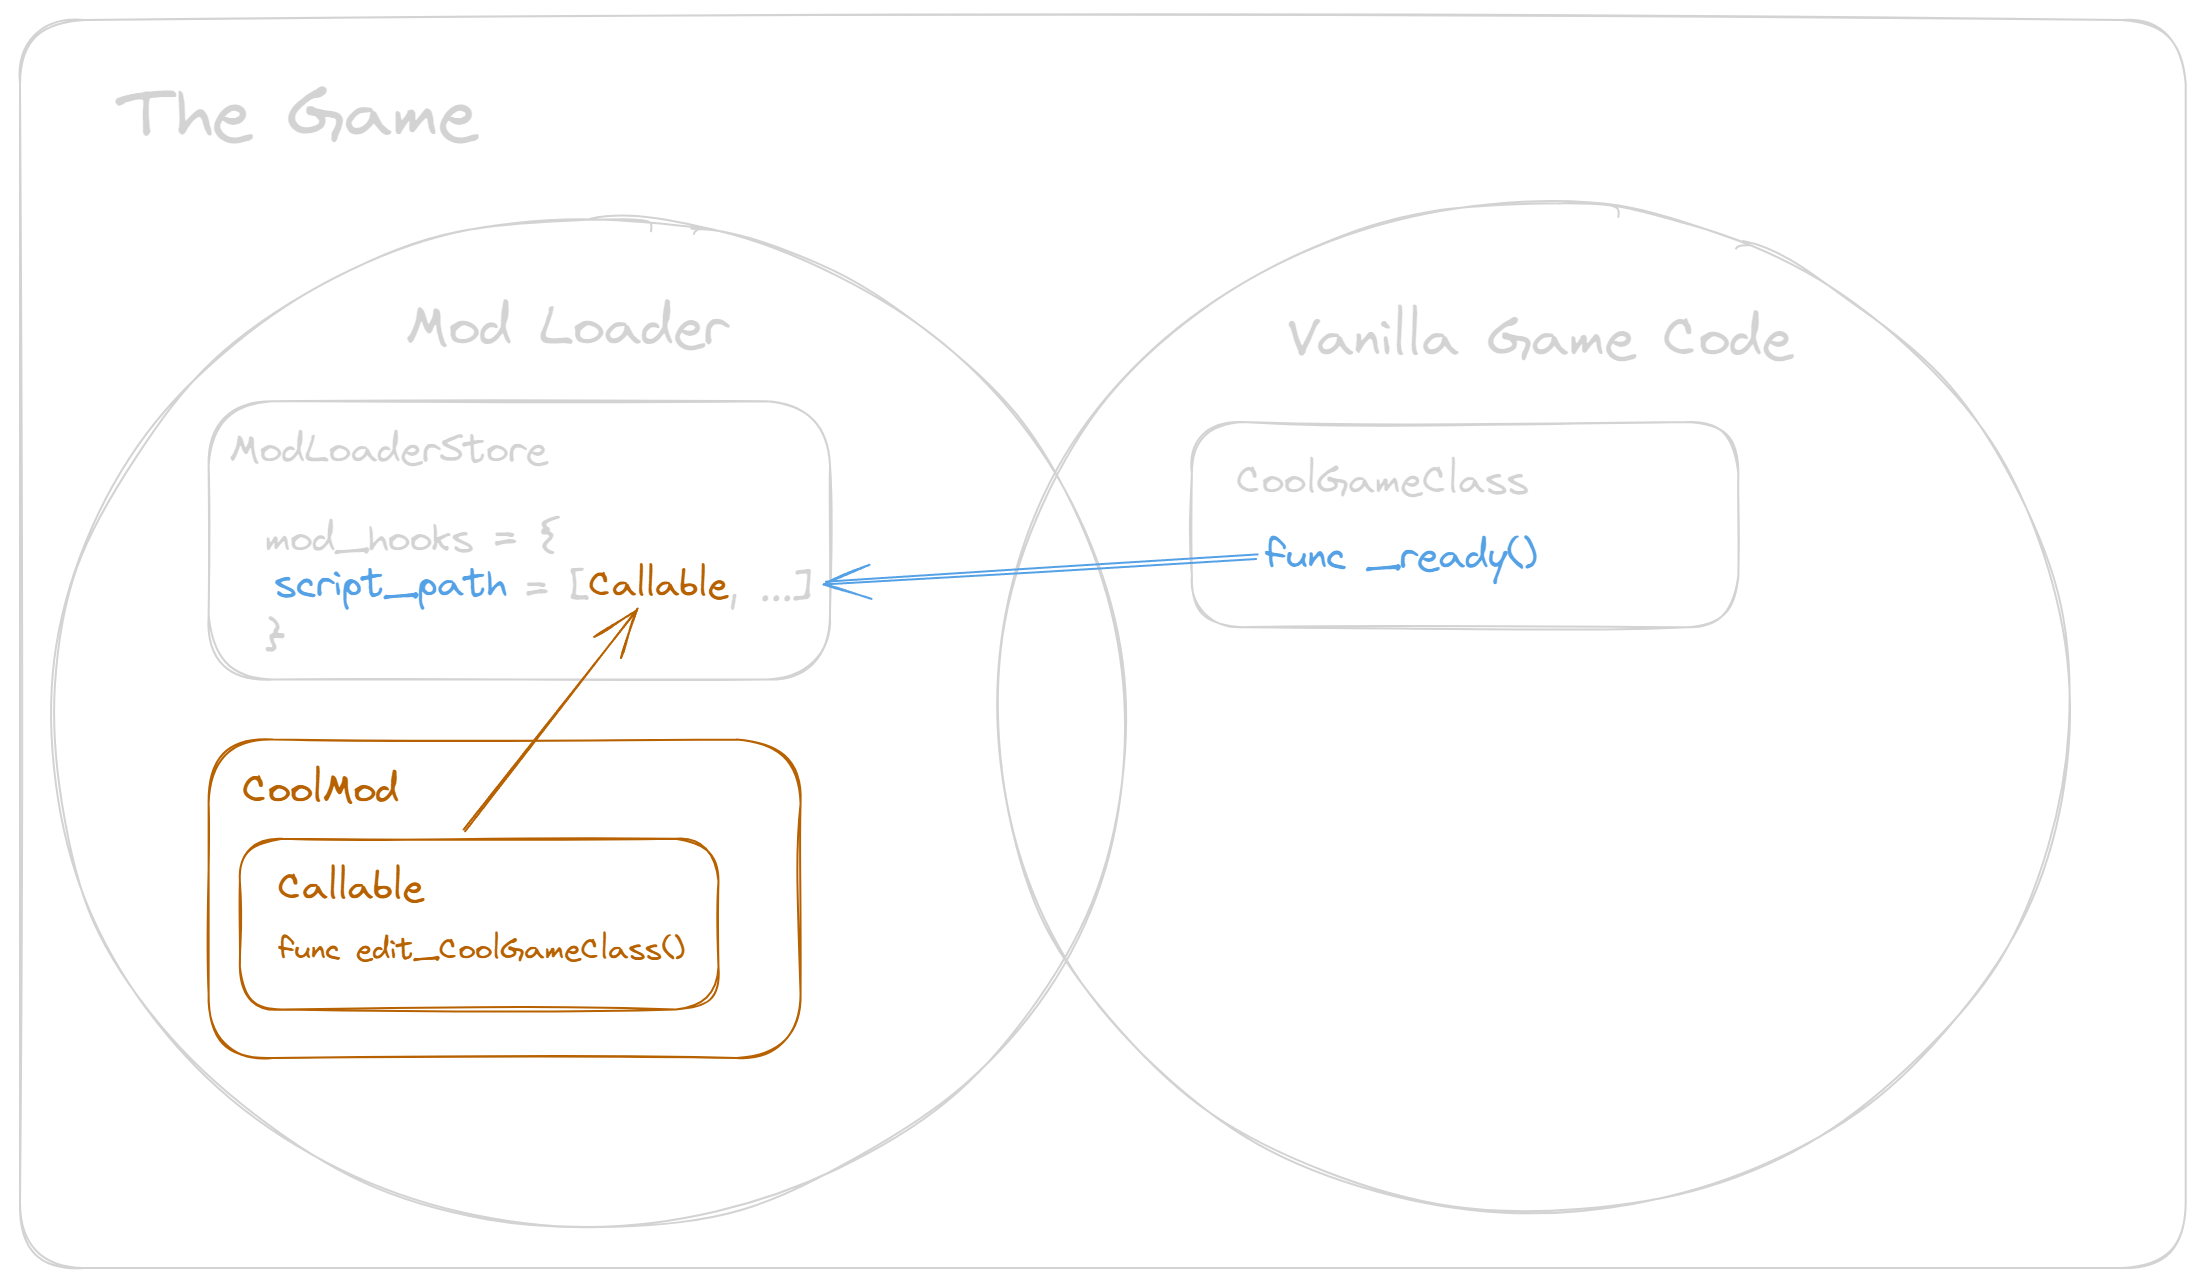 The Game
Mod Loader
ModLoaderStore
mod_hooks = {
script_path = [Callable, ...]
}
CoolMod
Callable
func edit_CoolGameClass()
Vanilla Game Code
CoolGameClass
func _ready()